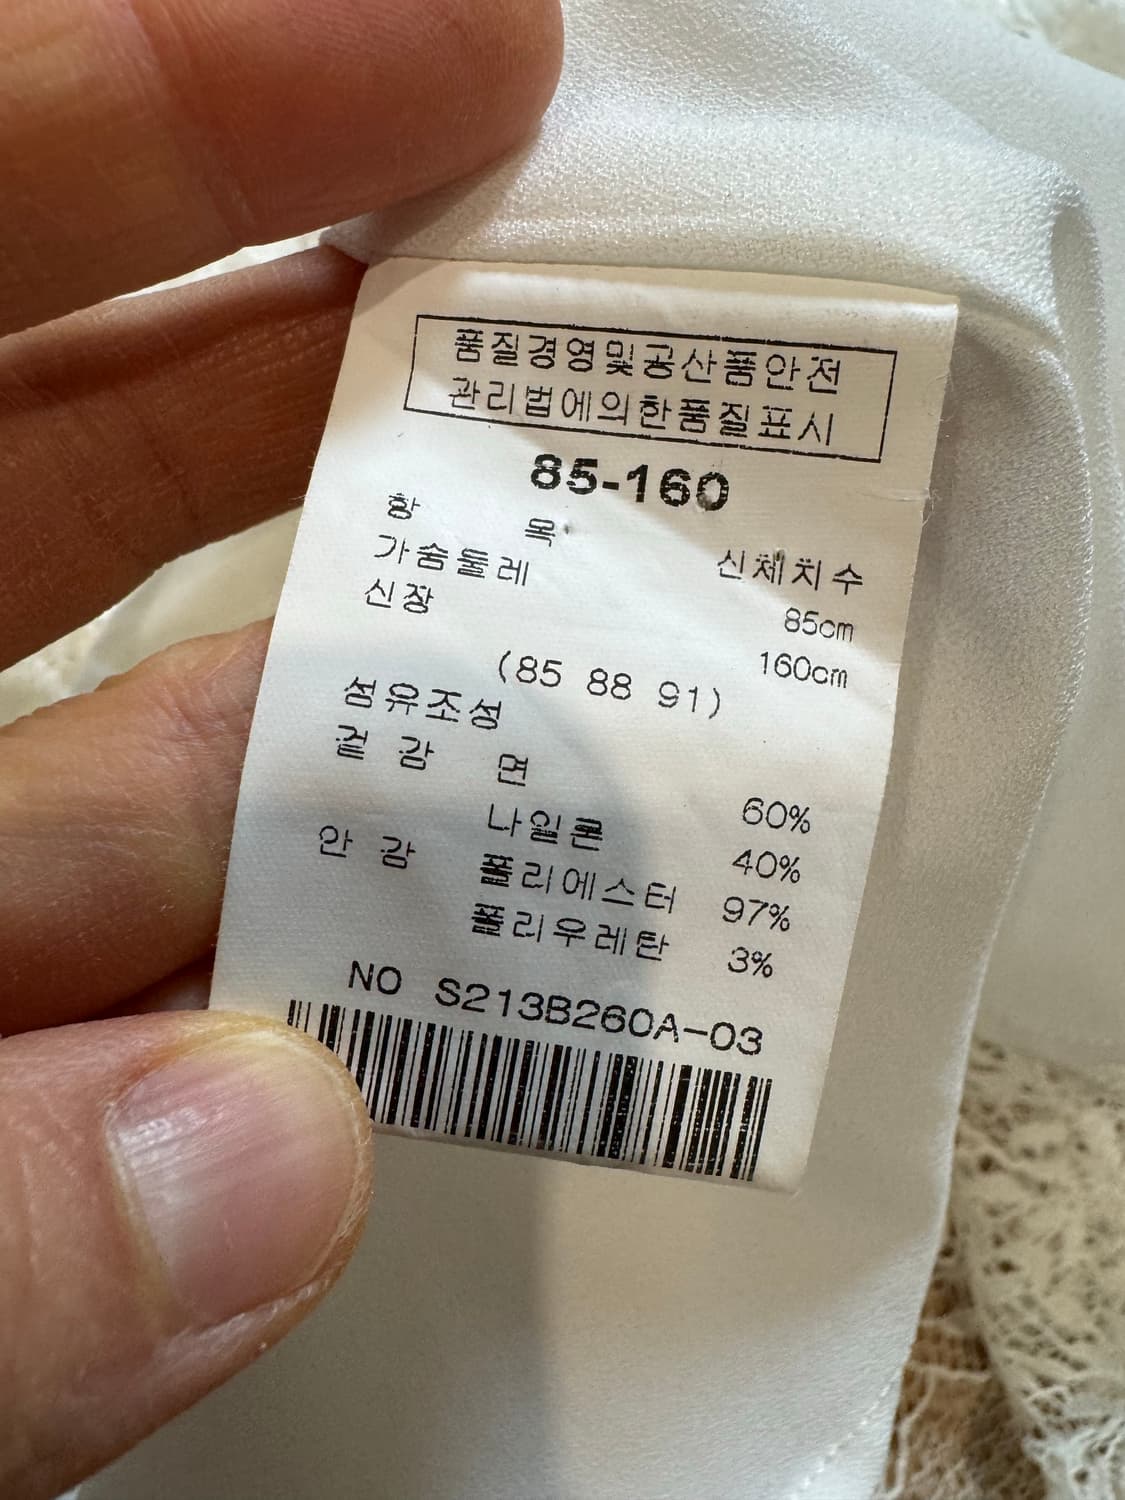 품질경영및공산품안전
관리법에의한품질표시
85-160
항 목 신체치수
가슴둘레 85cm
신장 160cm
(85 88 91)
섬유조성
겉 감 면 60%
나일론 40%
안 감 폴리에스터 97%
폴리우레탄 3%
NO S213B260A-03